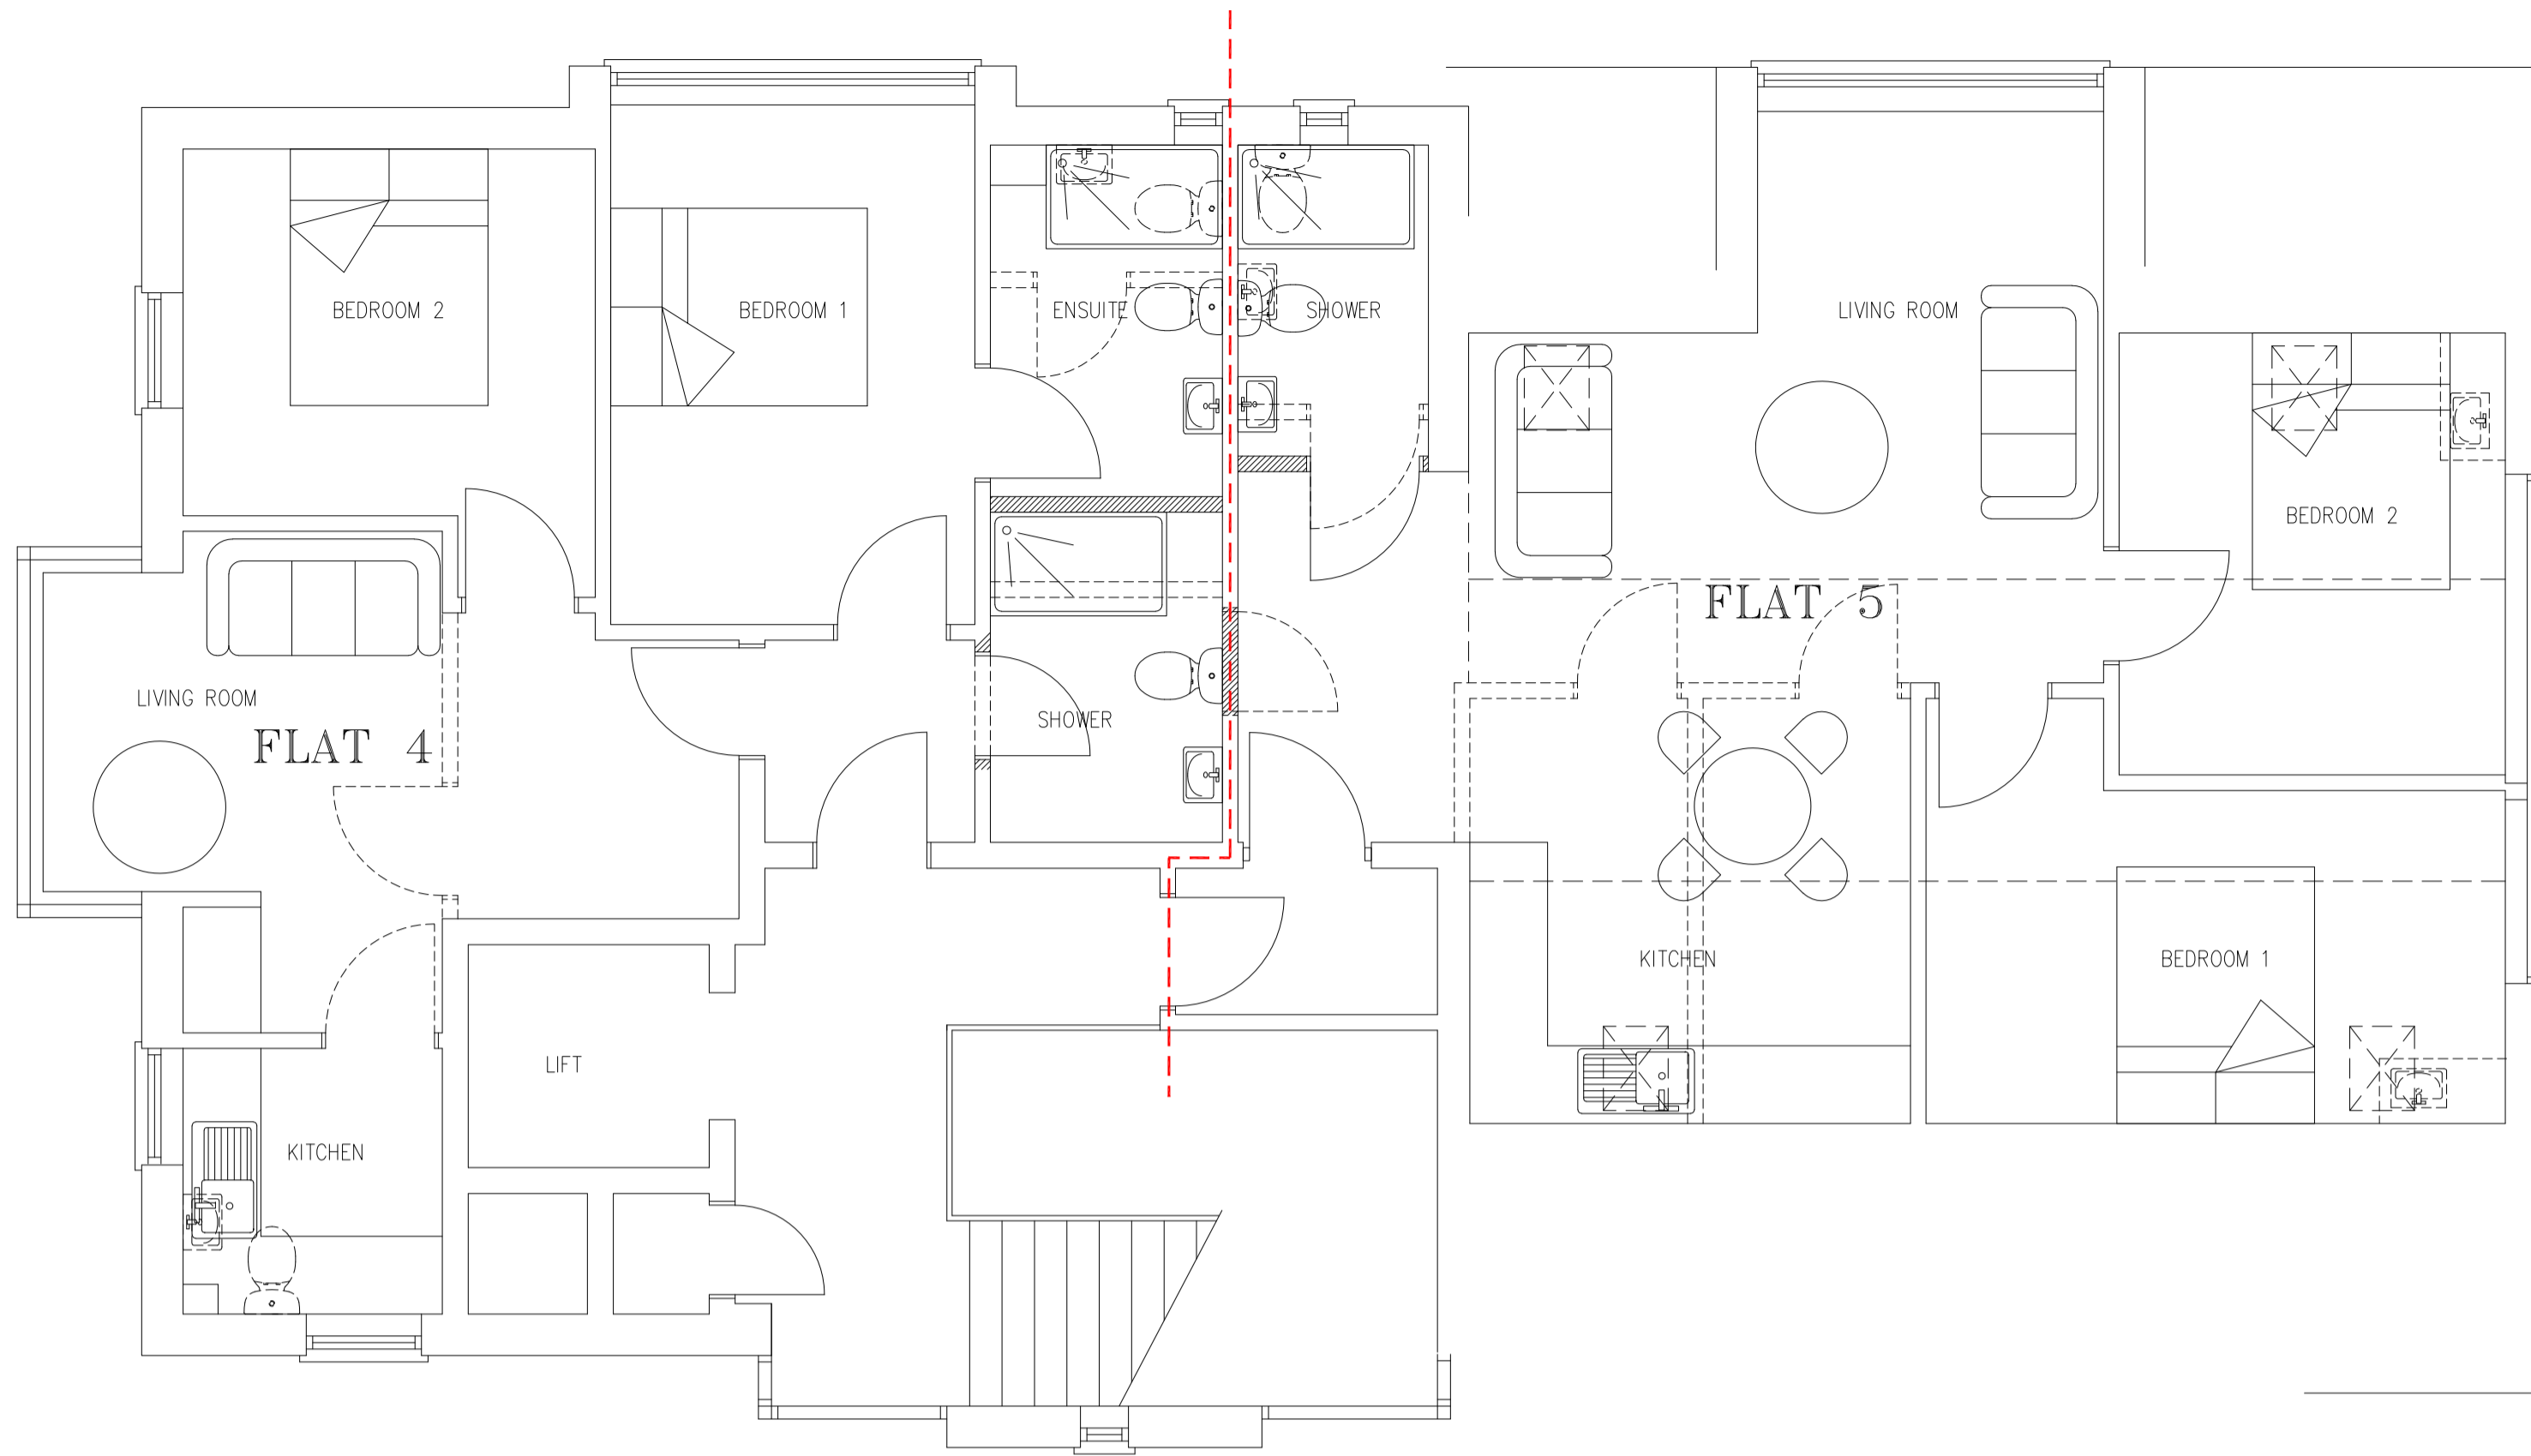 BEDROOM 2
BEDROOM 1
ENSUITE
SHOWER
LIVING ROOM
BEDROOM 2
FLAT 5
LIVING ROOM
FLAT 4
SHOWER
KITCHEN
BEDROOM 1
LIFT
KITCHEN